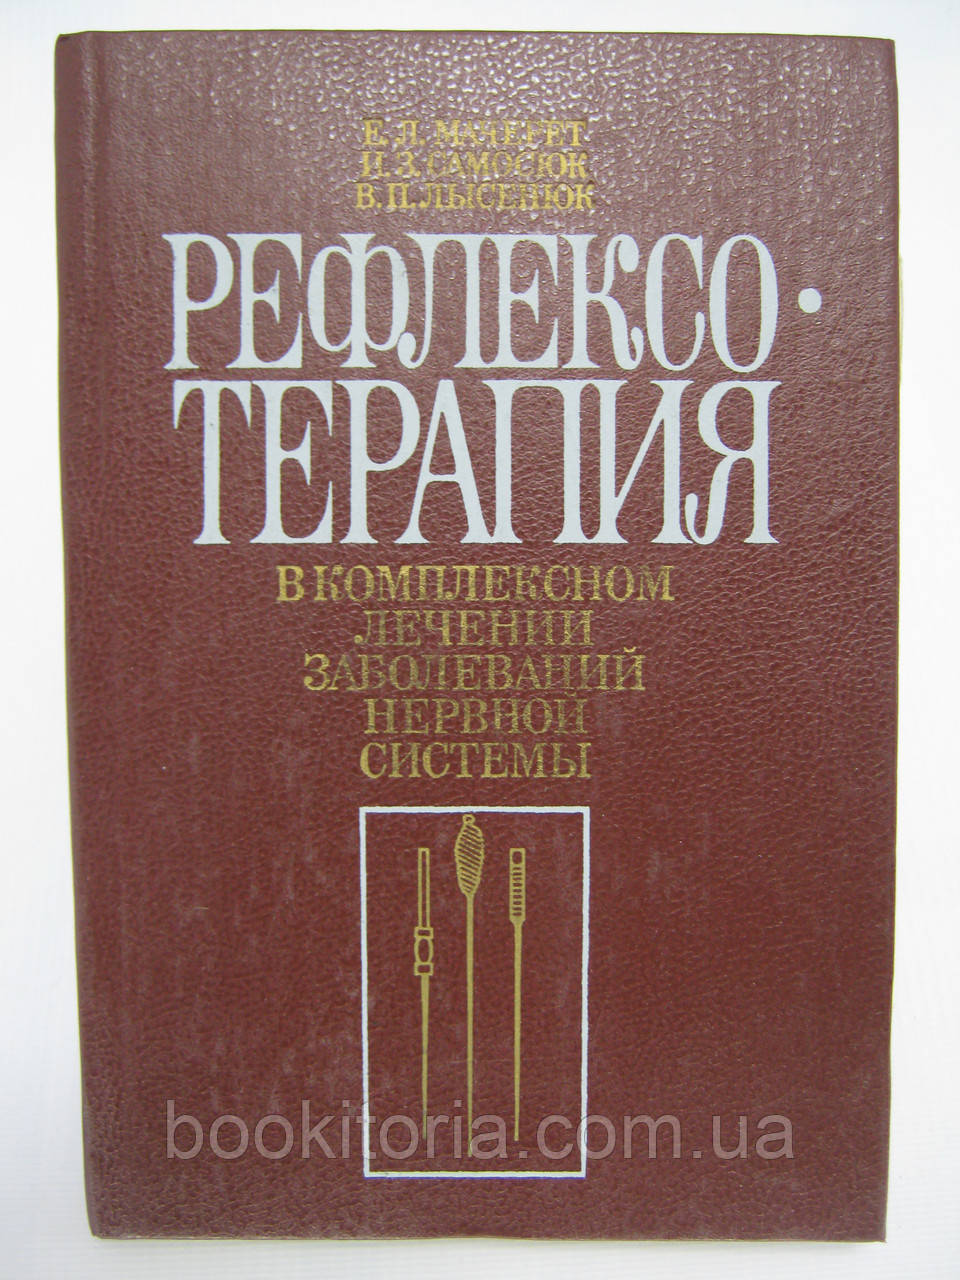 Е. Л. МАЧЕРЕТ
И. З. САМОСЮК
В. П. ЛЫСЕНЮК
РЕФЛЕКСО·
ТЕРАПИЯ
В КОМПЛЕКСНОМ
ЛЕЧЕНИИ
ЗАБОЛЕВАНИЙ
НЕРВНОЙ
СИСТЕМЫ
bookitoria.com.ua